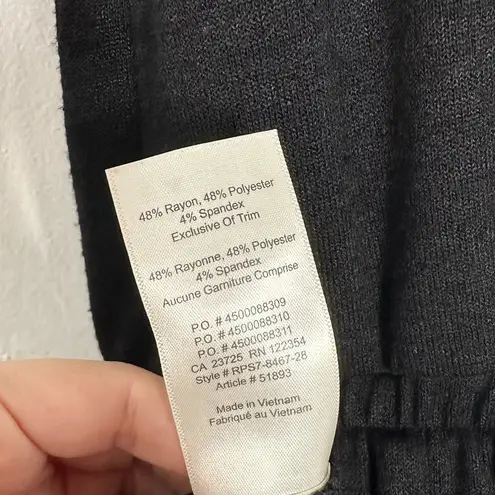 48% Rayon, 48% Polyester
4% Spandex
Exclusive Of Trim
48% Rayonne, 48% Polyester
4% Spandex
Aucune Garniture Comprise
P.O. # 4500088309
P.O. # 4500088310
P.O. # 4500088311
CA 23725 RN 122354
Style # RPS7-8467-28
Article # 51893
Made in Vietnam
Fabriqué au Vietnam